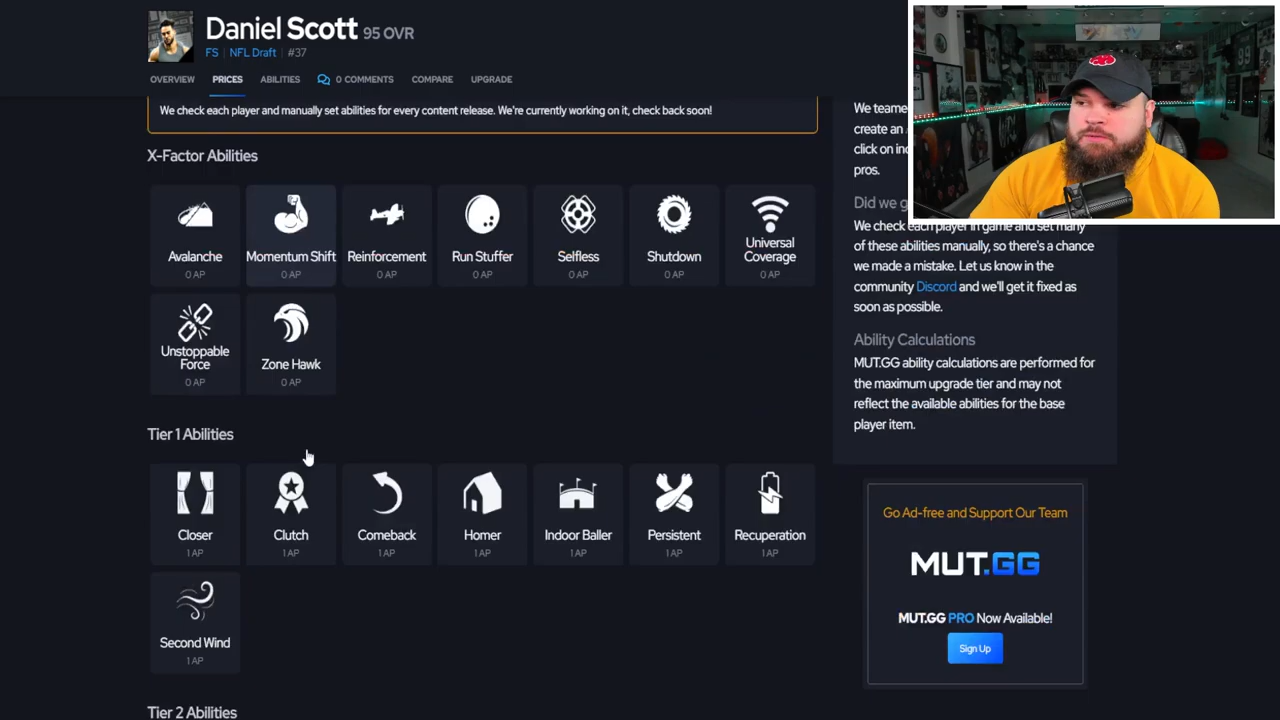 Daniel Scott 95 OVR
FS NFL Draft #37
OVERVIEW PRICES ABILITIES 0 COMMENTS COMPARE UPGRADE
We check each player and manually set abilities for every content release. We're currently working on it, check back soon!
X-Factor Abilities
Avalanche
0 AP
Momentum Shift
0 AP
Reinforcement
0 AP
Run Stuffer
0 AP
Selfless
0 AP
Shutdown
0 AP
Universal
Coverage
0 AP
Unstoppable
Force
0 AP
Zone Hawk
0 AP
Tier 1 Abilities
Closer
1 AP
Clutch
1 AP
Comeback
1 AP
Homer
1 AP
Indoor Baller
1 AP
Persistent
1 AP
Recuperation
1 AP
Second Wind
1 AP
Tier 2 Abilities
We teame
create an
click on in
pros.
Did we g
We check each player in game and set many
of these abilities manually, so there's a chance
we made a mistake. Let us know in the
community Discord and we'll get it fixed as
soon as possible.
Ability Calculations
MUT.GG ability calculations are performed for
the maximum upgrade tier and may not
reflect the available abilities for the base
player item.
Go Ad-free and Support Our Team
MUT.GG
MUT.GG PRO Now Available!
Sign Up